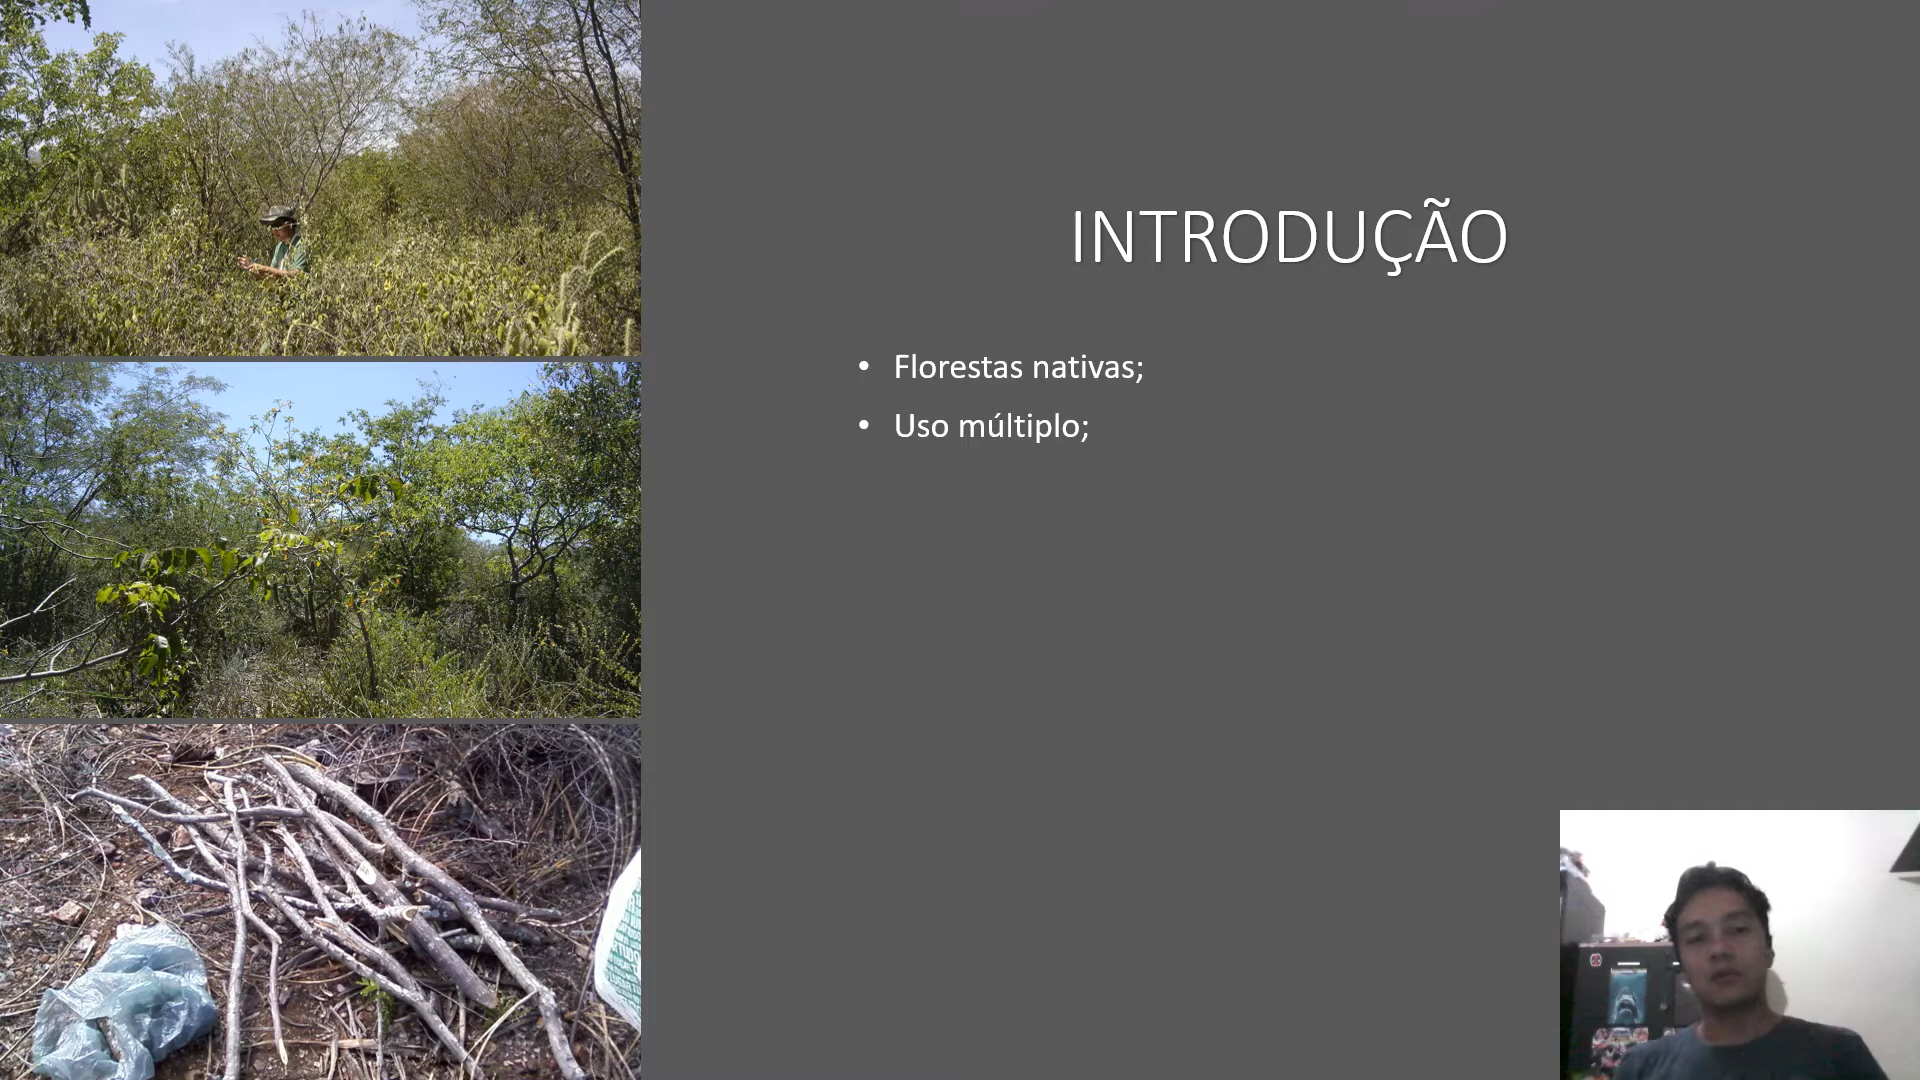 INTRODUÇÃO
• Florestas nativas;
• Uso múltiplo;